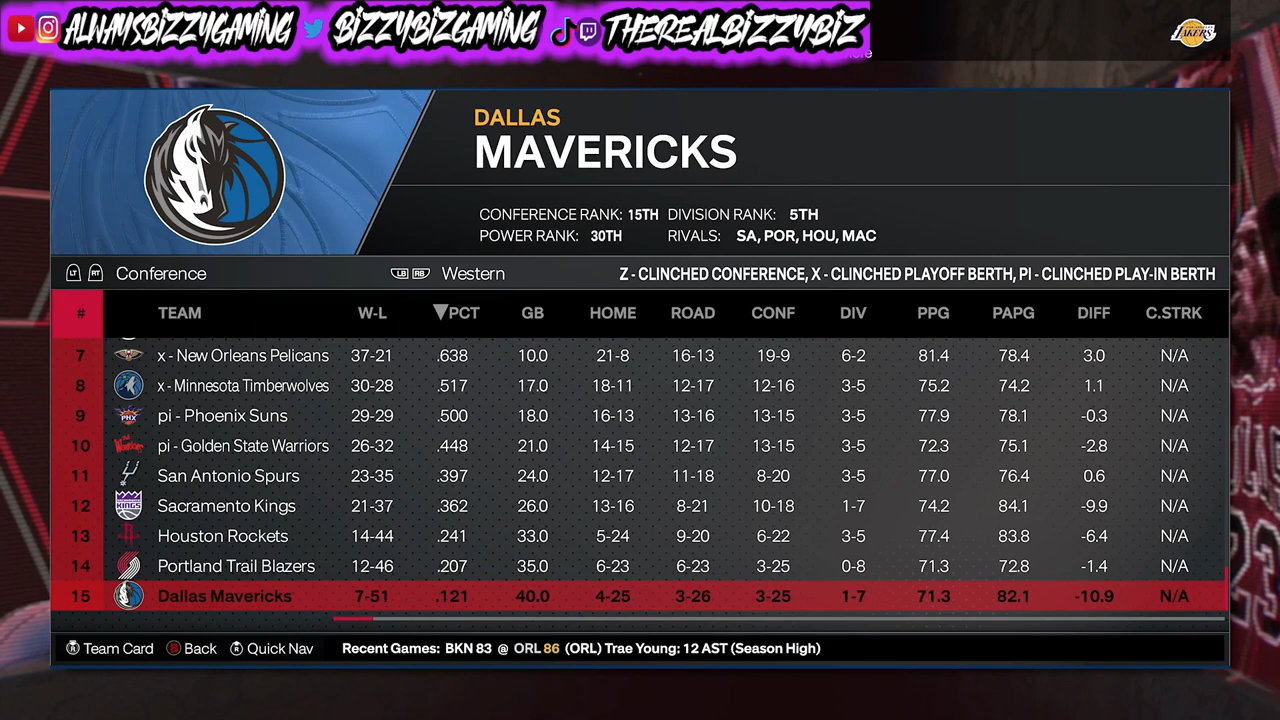 ALWAYSBIZZYGAMING BIZZYBIZGAMING THEREALBIZZYBIZ
LAKERS
DALLAS
MAVERICKS
CONFERENCE RANK: 15TH DIVISION RANK: 5TH
POWER RANK: 30TH RIVALS: SA, POR, HOU, MAC
LT RT Conference LB RB Western Z - CLINCHED CONFERENCE, X - CLINCHED PLAYOFF BERTH, PI - CLINCHED PLAY-IN BERTH
# TEAM W-L ▼PCT GB HOME ROAD CONF DIV PPG PAPG DIFF C.STRK
7 x - New Orleans Pelicans 37-21 .638 10.0 21-8 16-13 19-9 6-2 81.4 78.4 3.0 N/A
8 x - Minnesota Timberwolves 30-28 .517 17.0 18-11 12-17 12-16 3-5 75.2 74.2 1.1 N/A
9 PHX pi - Phoenix Suns 29-29 .500 18.0 16-13 13-16 13-15 3-5 77.9 78.1 -0.3 N/A
10 pi - Golden State Warriors 26-32 .448 21.0 14-15 12-17 13-15 3-5 72.3 75.1 -2.8 N/A
11 San Antonio Spurs 23-35 .397 24.0 12-17 11-18 8-20 3-5 77.0 76.4 0.6 N/A
12 KINGS Sacramento Kings 21-37 .362 26.0 13-16 8-21 10-18 1-7 74.2 84.1 -9.9 N/A
13 Houston Rockets 14-44 .241 33.0 5-24 9-20 6-22 3-5 77.4 83.8 -6.4 N/A
14 Portland Trail Blazers 12-46 .207 35.0 6-23 6-23 3-25 0-8 71.3 72.8 -1.4 N/A
15 Dallas Mavericks 7-51 .121 40.0 4-25 3-26 3-25 1-7 71.3 82.1 -10.9 N/A
R Team Card B Back R Quick Nav Recent Games: BKN 83 @ ORL 86 (ORL) Trae Young: 12 AST (Season High)
23